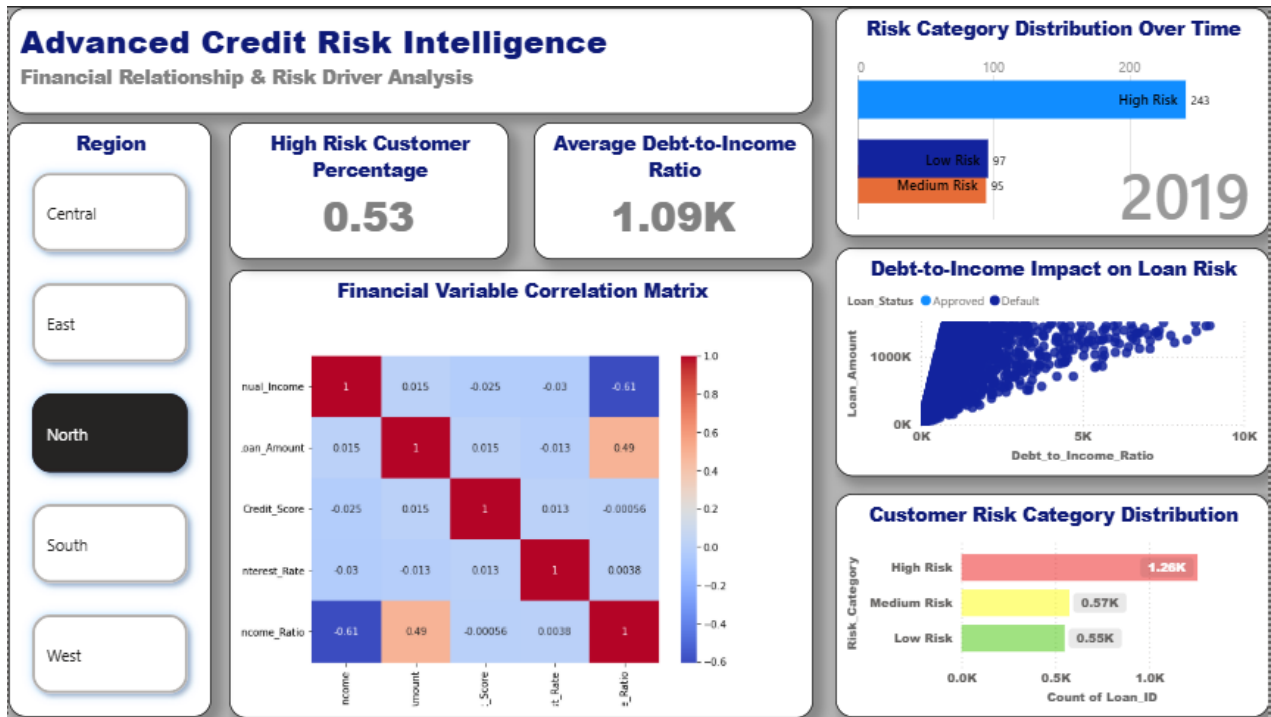 Advanced Credit Risk Intelligence
Financial Relationship & Risk Driver Analysis
Region
Central
East
North
South
West
High Risk Customer
Percentage
0.53
Average Debt-to-Income
Ratio
1.09K
Financial Variable Correlation Matrix
nual_Income 1 0.015 -0.025 -0.03 -0.61
oan_Amount 0.015 1 0.015 -0.013 0.49
Credit_Score -0.025 0.015 1 0.013 -0.00056
nterest_Rate -0.03 -0.013 0.013 1 0.0038
ncome_Ratio -0.61 0.49 -0.00056 0.0038 1
ncome
Amount
_Score
st_Rate
e_Ratio
1.0
0.8
0.6
0.4
0.2
0.0
-0.2
-0.4
-0.6
Risk Category Distribution Over Time
0 100 200
High Risk 243
Low Risk 97
Medium Risk 95
2019
Debt-to-Income Impact on Loan Risk
Loan_Status Approved Default
Loan_Amount
1000K
0K
0K 5K 10K
Debt_to_Income_Ratio
Customer Risk Category Distribution
Risk_Category
High Risk 1.26K
Medium Risk 0.57K
Low Risk 0.55K
0.0K 0.5K 1.0K
Count of Loan_ID